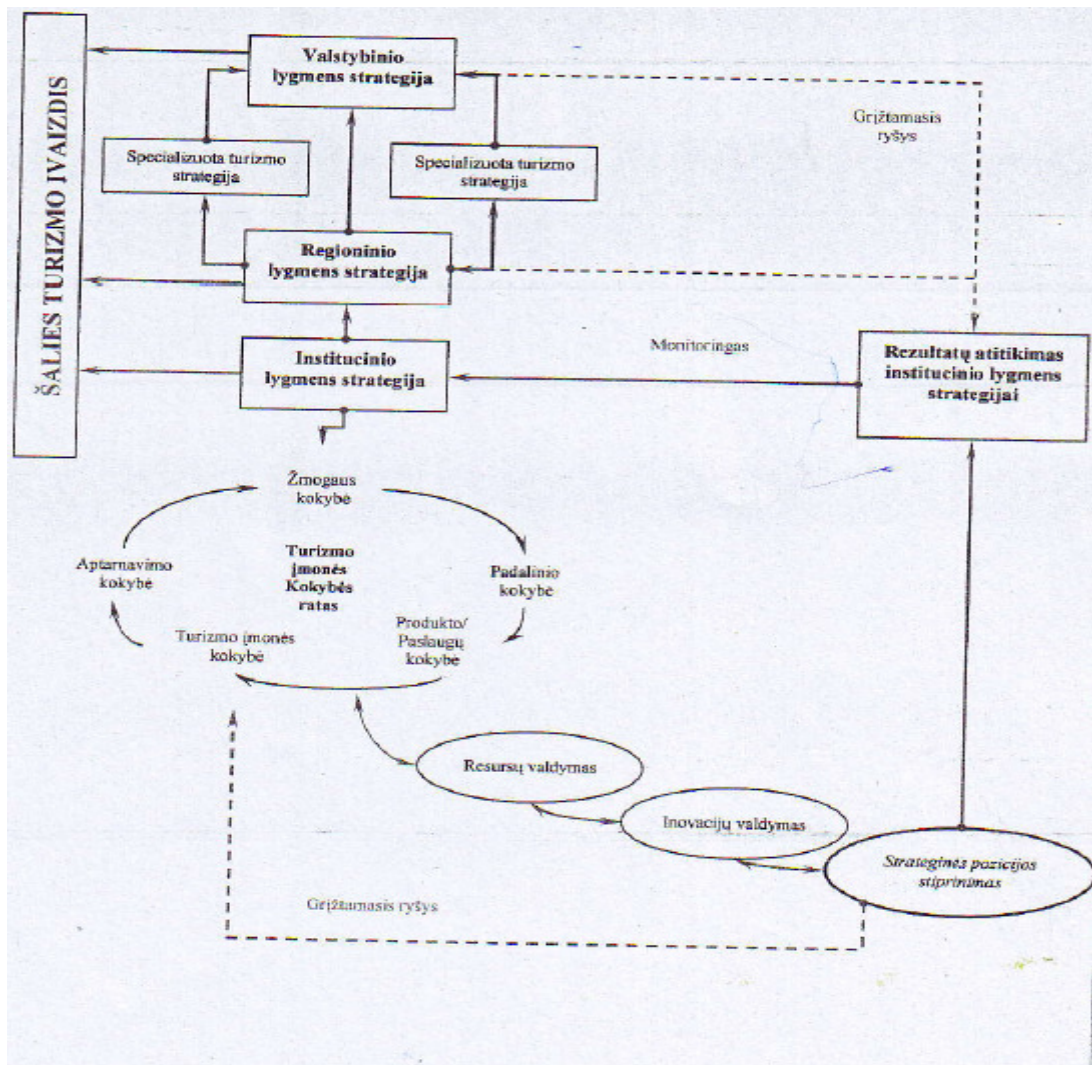 ŠALIES TURIZMO IVAIZDIS
Valstybinio
lygmens strategija
Grįžtamasis
ryšys
Specializuota turizmo
strategija
Specializuota turizmo
strategija
Regioninio
lygmens strategija
Monitoringas
Institucinio
lygmens strategija
Rezultatų atitikimas
institucinio lygmens
strategijai
Žmogaus
kokybė
Aptarnavimo
kokybė
Turizmo
įmonės
Kokybės
ratas
Padalinio
kokybė
Turizmo įmonės
kokybė
Produkto/
Paslaugų
kokybė
Resursų valdymas
Inovacijų valdymas
Strateginės pozicijos
stiprinimas
Grįžtamasis ryšys